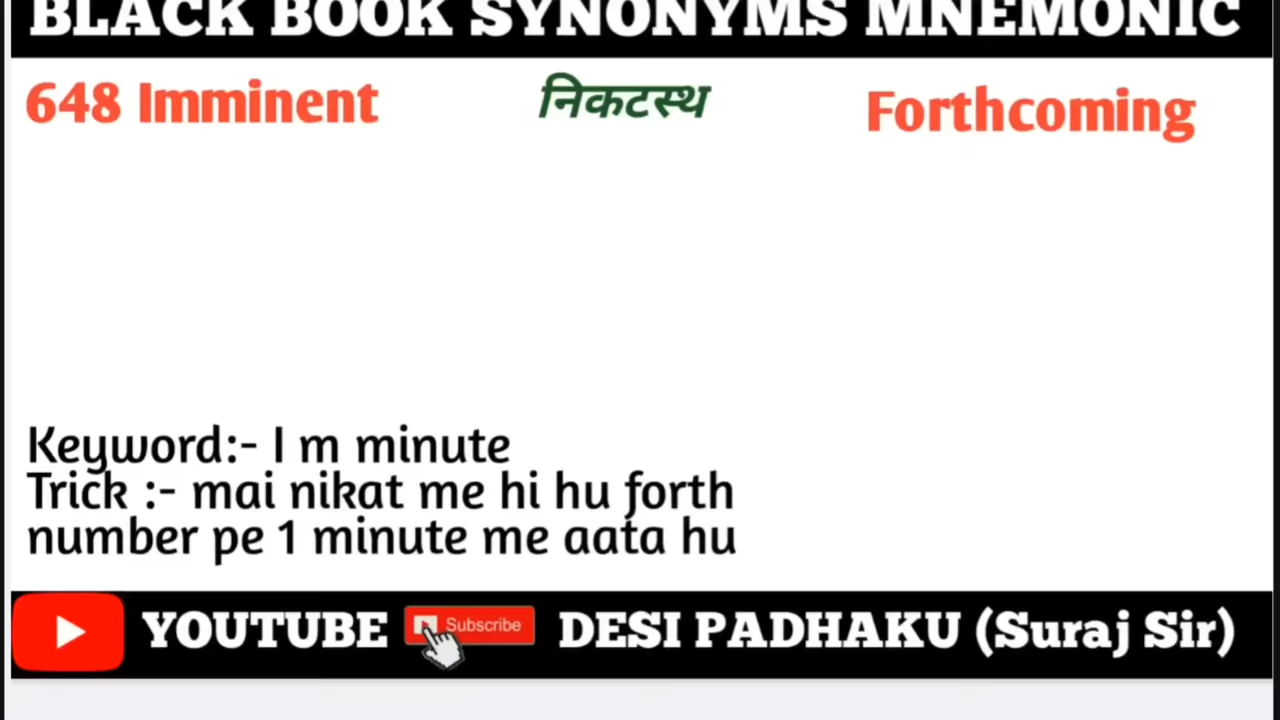 BLACK BOOK SYNONYMS MNEMONIC
648 Imminent निकटस्थ Forthcoming
Keyword:- I m minute
Trick :- mai nikat me hi hu forth
number pe 1 minute me aata hu
YOUTUBE Subscribe DESI PADHAKU (Suraj Sir)